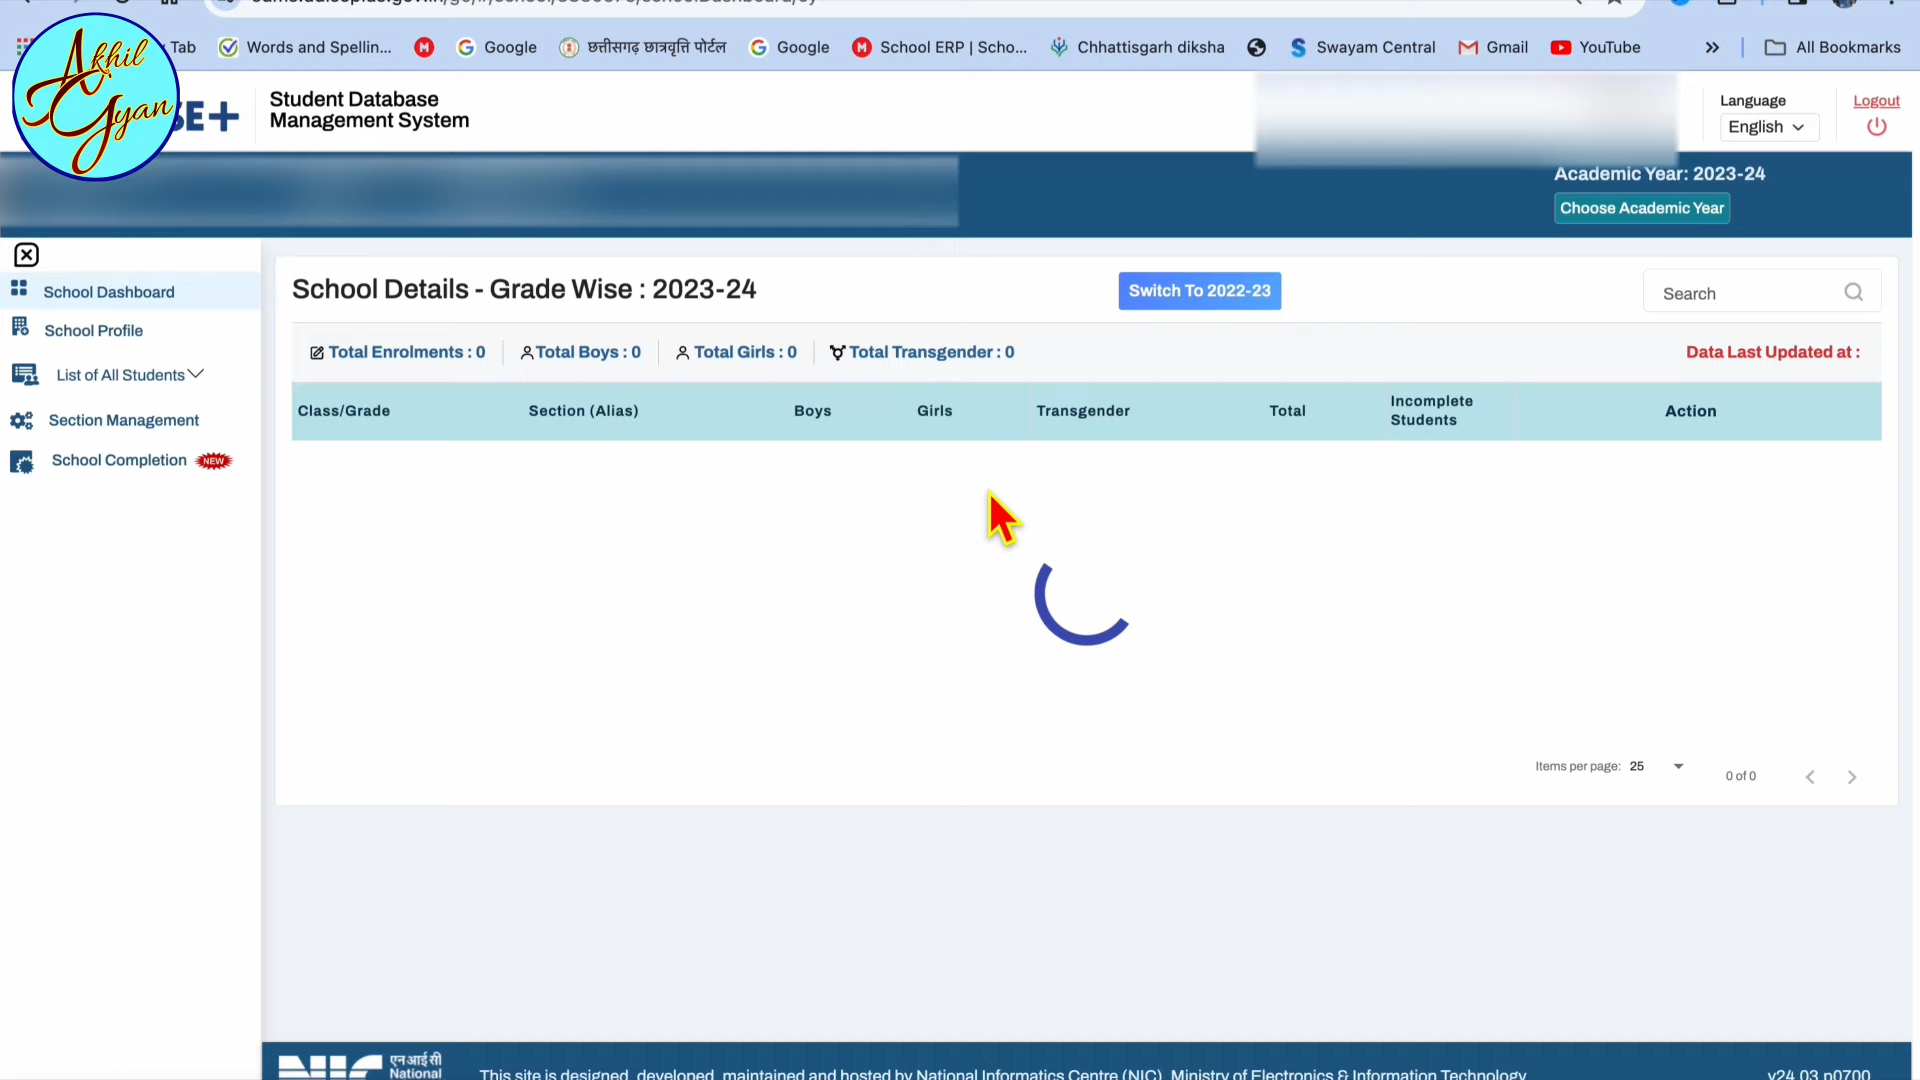 Tab
Words and Spellin...
Google
छत्तीसगढ़ छात्रवृत्ति पोर्टल
Google
School ERP | Scho...
Chhattisgarh diksha
Swayam Central
Gmail
YouTube
All Bookmarks
Akhil
Gyan
SE+
Student Database
Management System
Language
English
Logout
Academic Year: 2023-24
Choose Academic Year
School Dashboard
School Profile
List of All Students
Section Management
School Completion NEW
School Details - Grade Wise : 2023-24
Switch To 2022-23
Search
Total Enrolments : 0
Total Boys : 0
Total Girls : 0
Total Transgender : 0
Data Last Updated at :
Class/Grade
Section (Alias)
Boys
Girls
Transgender
Total
Incomplete
Students
Action
Items per page: 25
0 of 0
NIC
एन आई सी
National
This site is designed, developed, maintained and hosted by National Informatics Centre (NIC), Ministry of Electronics & Information Technology
v24.03.p0700